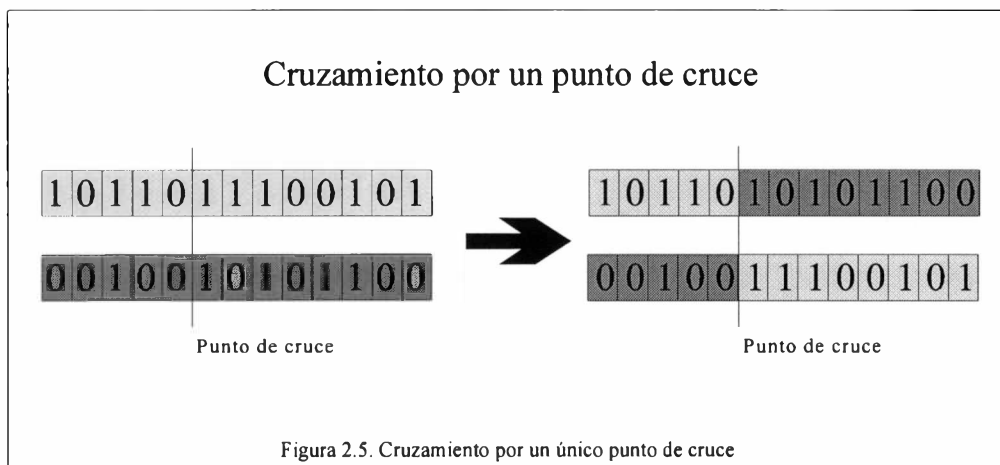 Cruzamiento por un punto de cruce
1011011100101
0010010101100
Punto de cruce
1011010101100
0010011100101
Punto de cruce
Figura 2.5. Cruzamiento por un único punto de cruce